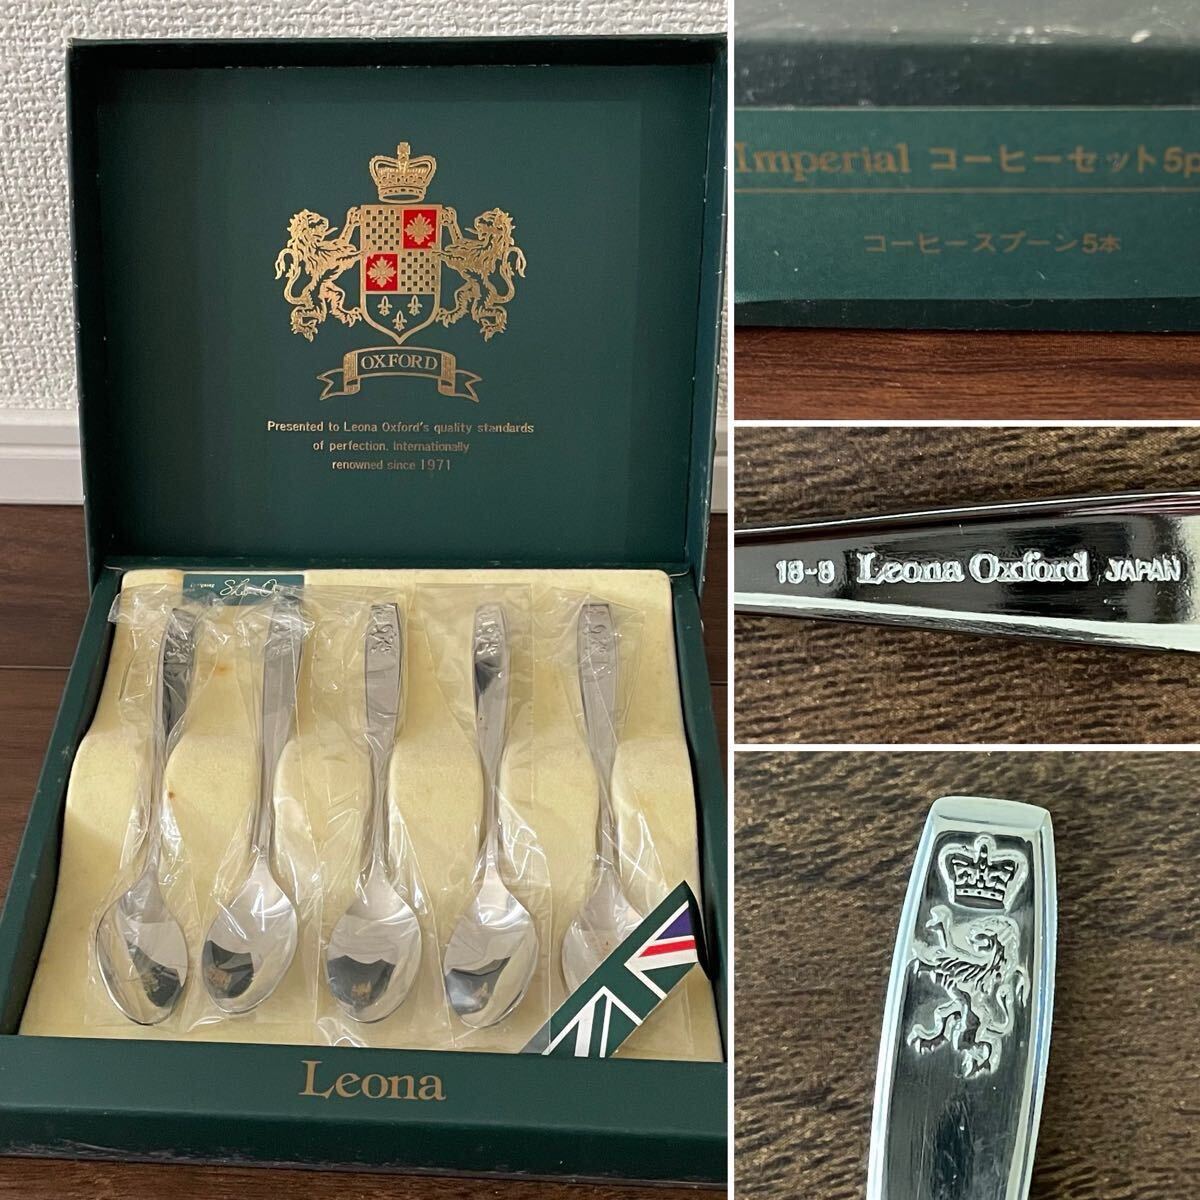 OXFORD
Presented to Leona Oxford's quality standards
of perfection. Internationally
renowned since 1971
Leona
Imperial コーヒーセット5p
コーヒースプーン5本
18-8 Leona Oxford JAPAN